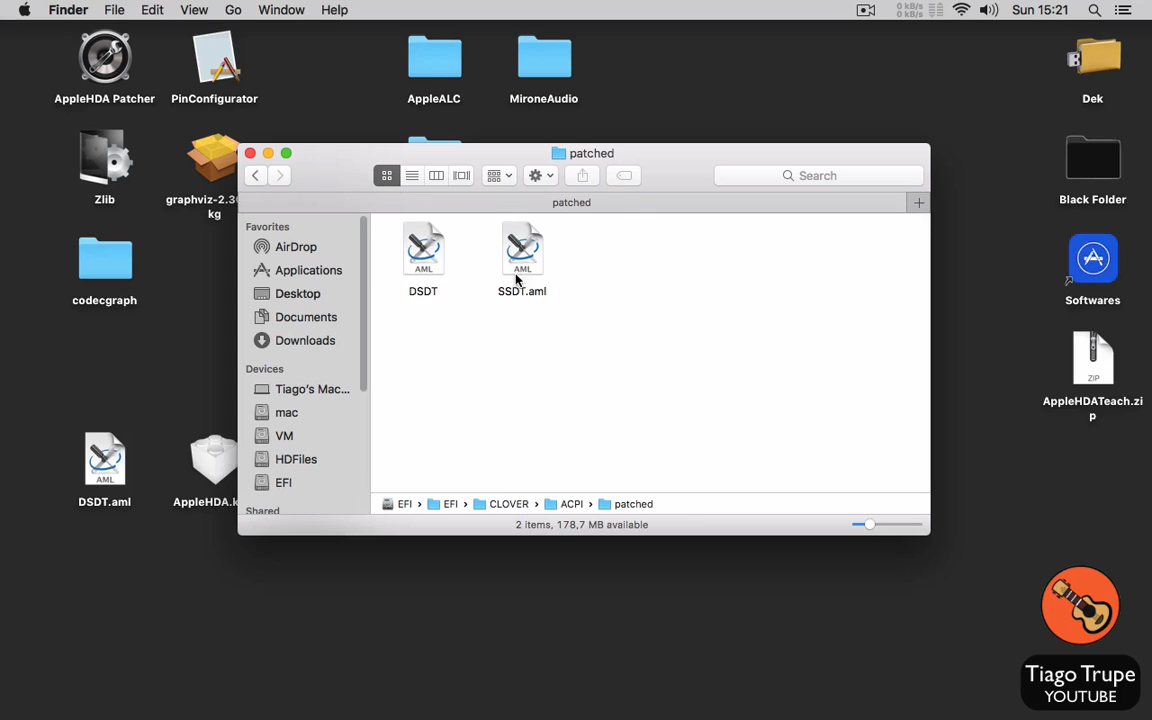 Finder File Edit View Go Window Help
0 kB/s
0 kB/s
Sun 15:21
AppleHDA Patcher
PinConfigurator
AppleALC
MironeAudio
Dek
patched
Search
patched
Zlib
graphviz-2.3
kg
Black Folder
Favorites
AirDrop
Applications
Desktop
Documents
Downloads
Devices
Tiago's Mac...
mac
VM
HDFiles
EFI
Shared
AML
DSDT
AML
SSDT.aml
codecgraph
Softwares
ZIP
AppleHDATeach.zi
p
AML
DSDT.aml
AppleHDA.k
EFI › EFI › CLOVER › ACPI › patched
2 items, 178,7 MB available
Tiago Trupe
YOUTUBE